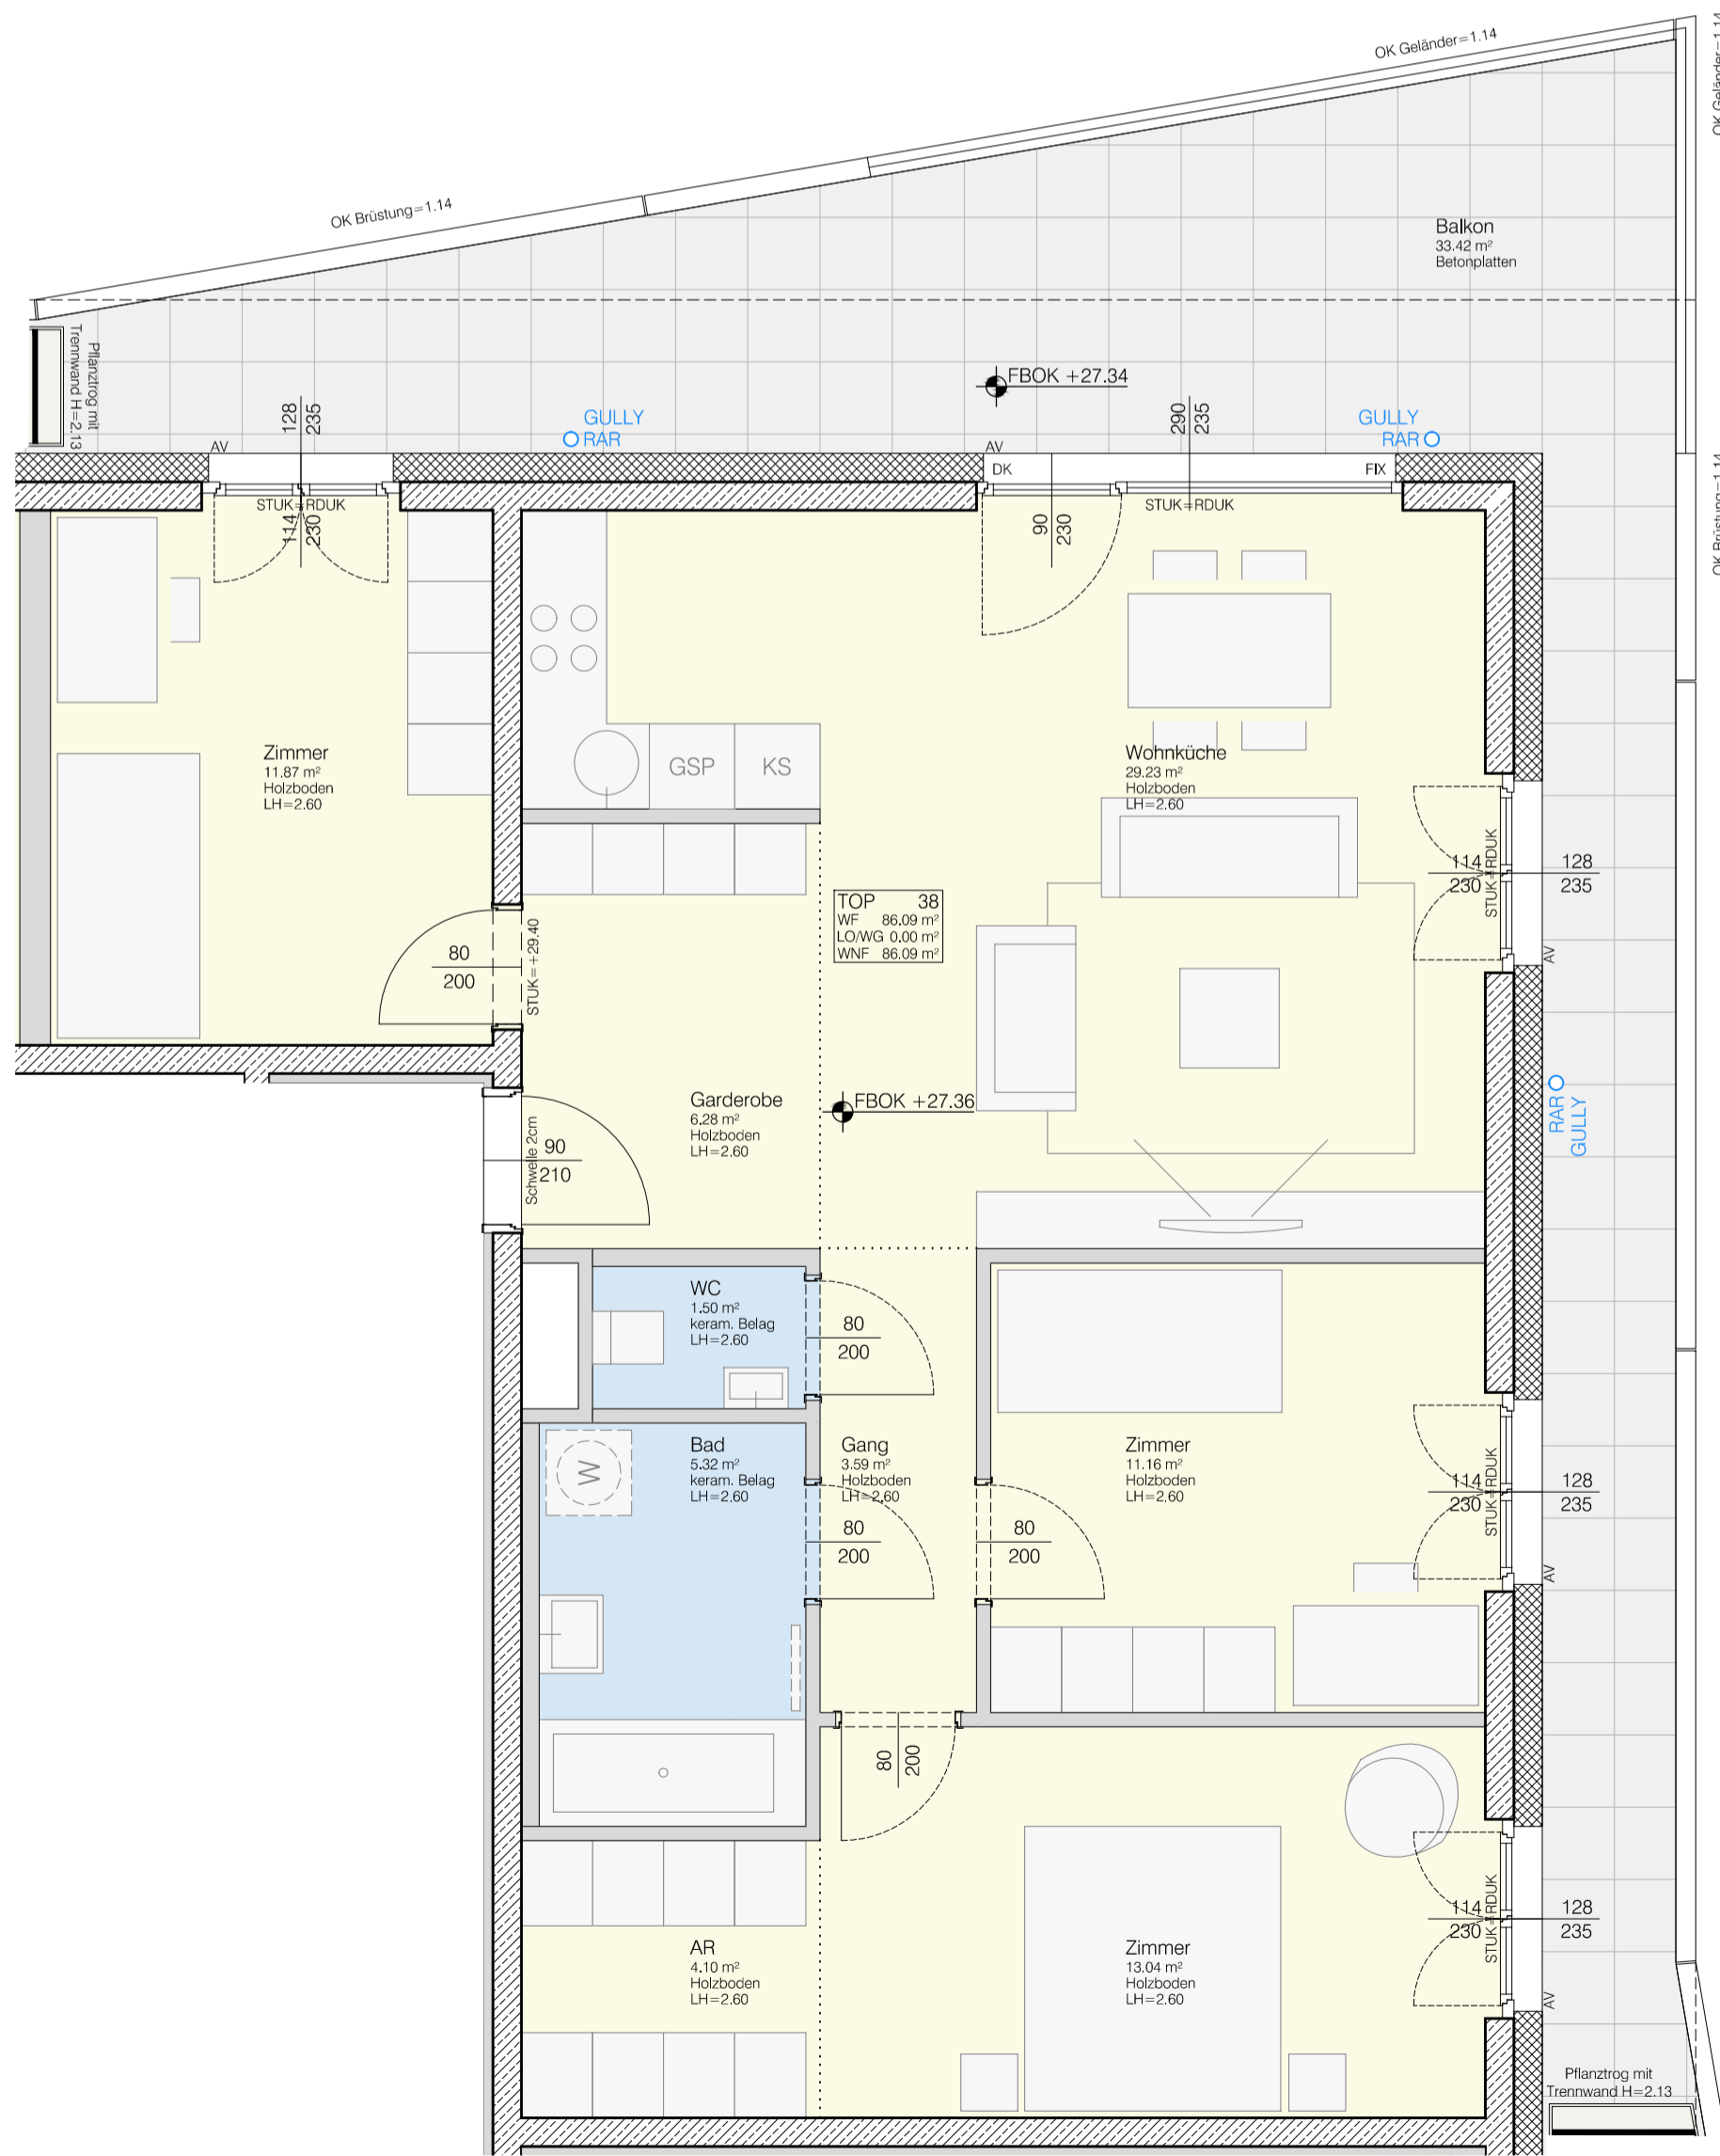 OK Geländer=1.14
OK Geländer=1.14
OK Brüstung=1.14
Balkon
33.42 m²
Betonplatten
Pflanztrog mit
Trennwand H=2.13
FBOK +27.34
128
235
GULLY
RAR
290
235
GULLY
RAR
AV
AV
DK
FIX
OK Brüstung=1.14
STUK=RDUK
114
230
90
230
STUK=RDUK
GSP
KS
Zimmer
11.87 m²
Holzboden
LH=2.60
Wohnküche
29.23 m²
Holzboden
LH=2.60
114
230
STUK=RDUK
128
235
AV
TOP 38
WF 86.09 m²
LO/WG 0.00 m²
WNF 86.09 m²
80
200
STUK=+29.40
Garderobe
6.28 m²
Holzboden
LH=2.60
FBOK +27.36
RAR
GULLY
Schwelle 2cm
90
210
WC
1.50 m²
keram. Belag
LH=2.60
80
200
Bad
5.32 m²
keram. Belag
LH=2.60
W
Gang
3.59 m²
Holzboden
LH=2.60
Zimmer
11.16 m²
Holzboden
LH=2.60
114
230
STUK=RDUK
128
235
80
200
80
200
AV
80
200
114
230
STUK=RDUK
128
235
AR
4.10 m²
Holzboden
LH=2.60
Zimmer
13.04 m²
Holzboden
LH=2.60
AV
Pflanztrog mit
Trennwand H=2.13